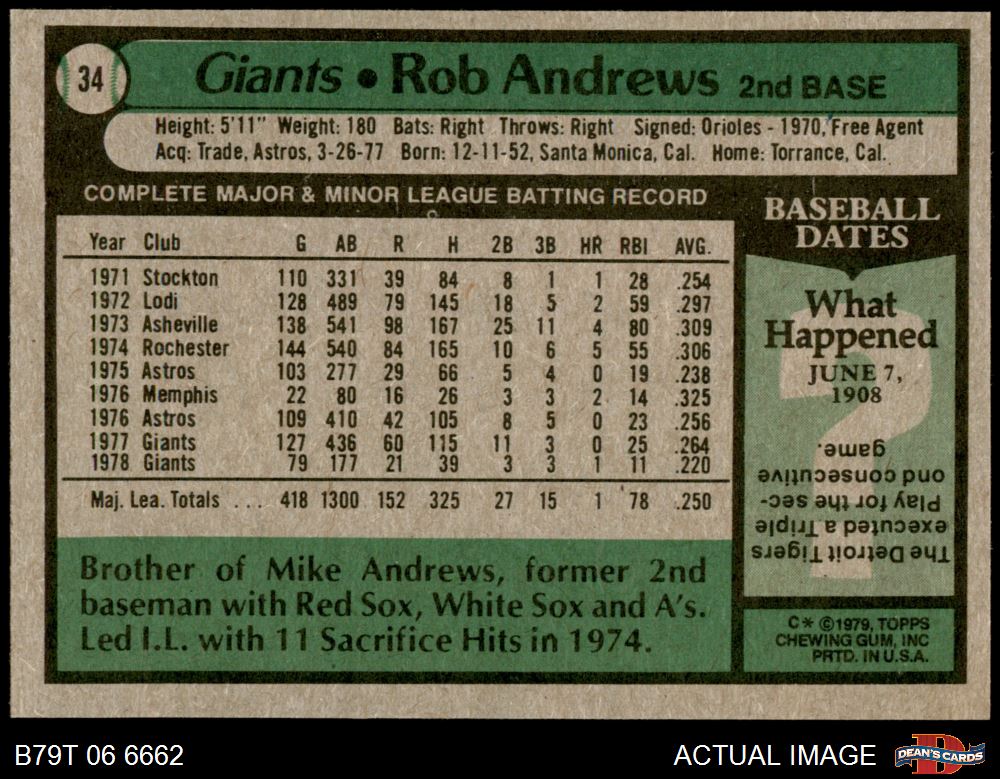 34
Giants • Rob Andrews 2nd BASE
Height: 5'11" Weight: 180 Bats: Right Throws: Right Signed: Orioles - 1970, Free Agent
Acq: Trade, Astros, 3-26-77 Born: 12-11-52, Santa Monica, Cal. Home: Torrance, Cal.
COMPLETE MAJOR & MINOR LEAGUE BATTING RECORD
Year Club G AB R H 2B 3B HR RBI AVG.
1971 Stockton 110 331 39 84 8 1 1 28 .254
1972 Lodi 128 489 79 145 18 5 2 59 .297
1973 Asheville 138 541 98 167 25 11 4 80 .309
1974 Rochester 144 540 84 165 10 6 5 55 .306
1975 Astros 103 277 29 66 5 4 0 19 .238
1976 Memphis 22 80 16 26 3 3 2 14 .325
1976 Astros 109 410 42 105 8 5 0 23 .256
1977 Giants 127 436 60 115 11 3 0 25 .264
1978 Giants 79 177 21 39 3 3 1 11 .220
Maj. Lea. Totals . . . 418 1300 152 325 27 15 1 78 .250
Brother of Mike Andrews, former 2nd
baseman with Red Sox, White Sox and A's.
Led I.L. with 11 Sacrifice Hits in 1974.
BASEBALL
DATES
What
Happened
JUNE 7,
1908
The Detroit Tigers
executed a Triple
Play for the sec-
ond consecutive
game.
C* ©1979, TOPPS
CHEWING GUM, INC
PRTD. IN U.S.A.
B79T 06 6662
ACTUAL IMAGE
D
DEAN'S CARDS